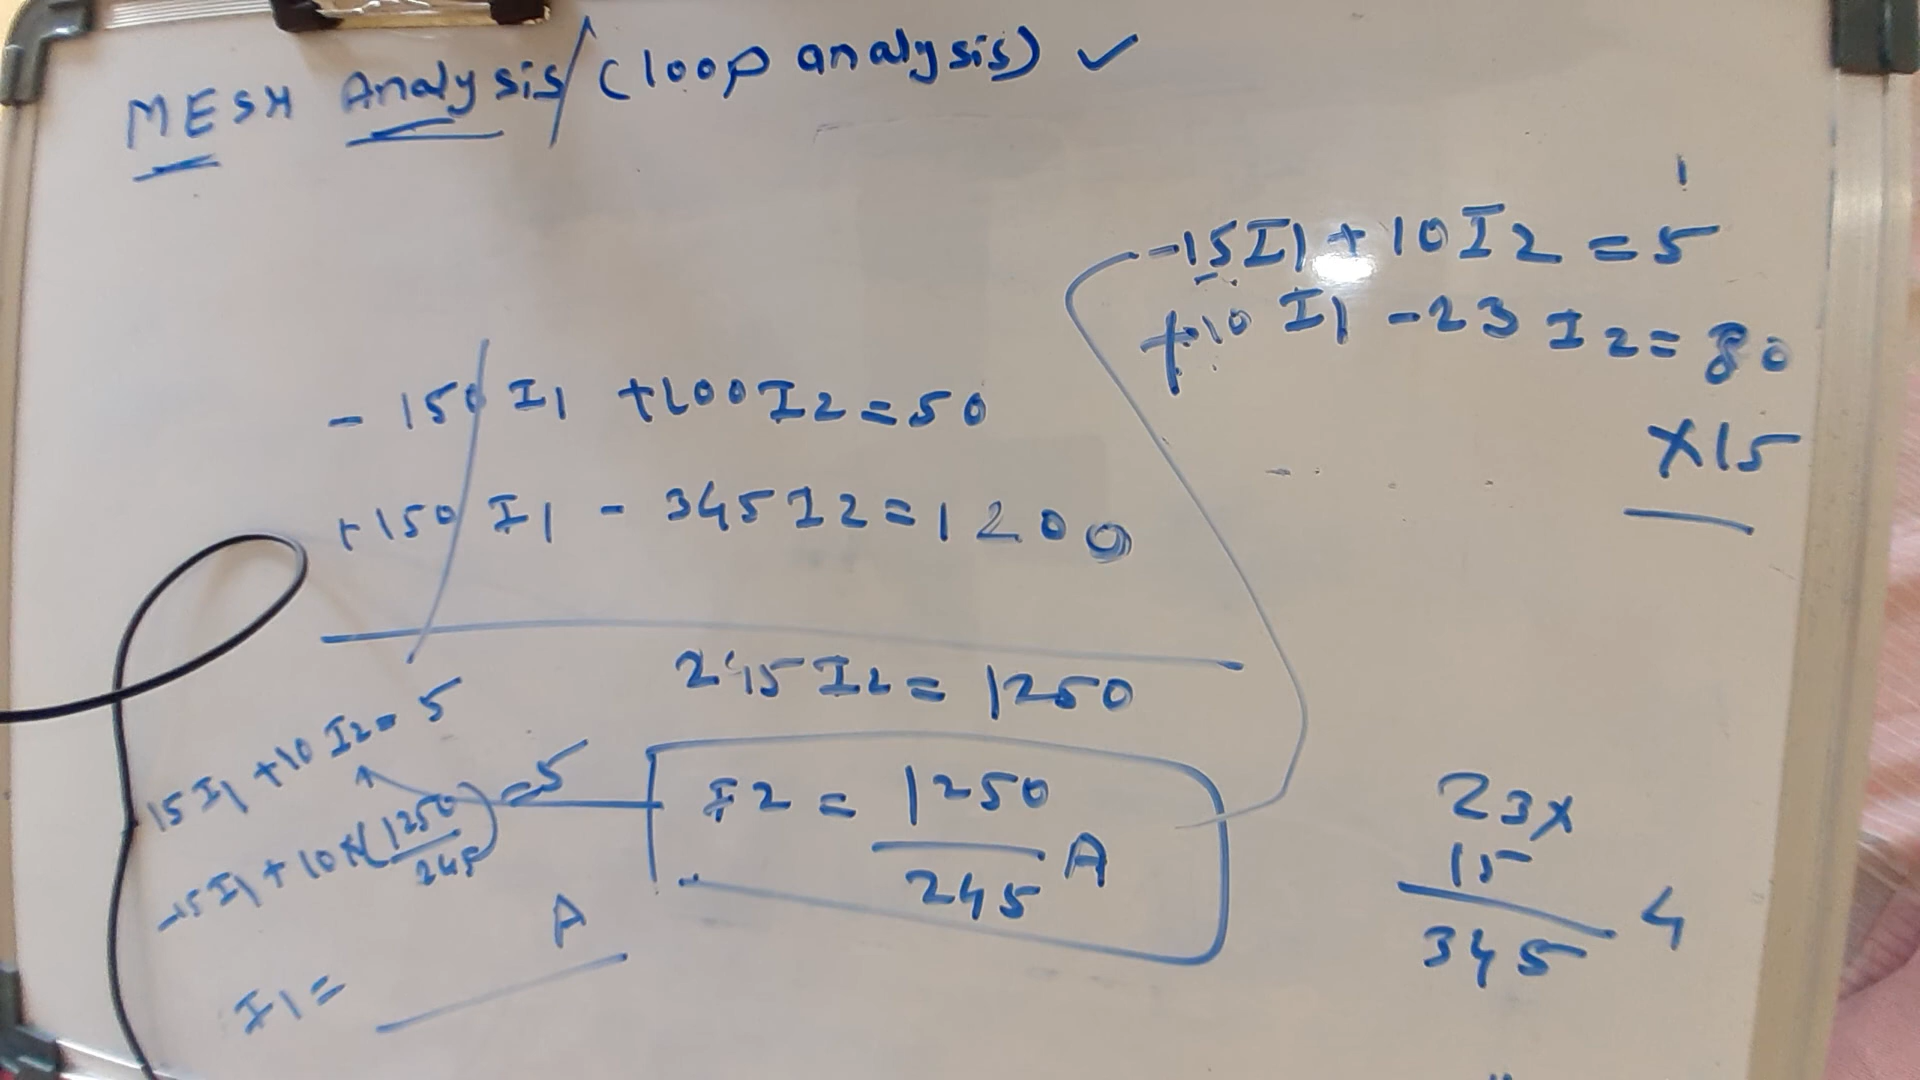 MESH Analysis/(loop analysis) ✓
-15I1 + 10I2 = 5
+10 I1 - 23 I2 = 80
×15
- 150 I1 + 100 I2 = 50
+150 I1 - 345 I2 = 1200
245 I2 = 1250
I2 = 1250/245 A
15I1 + 10 I2 = 5
-15I1 + 10×(1250/245) = 5
I1 = ____ A
23×
15
345
4